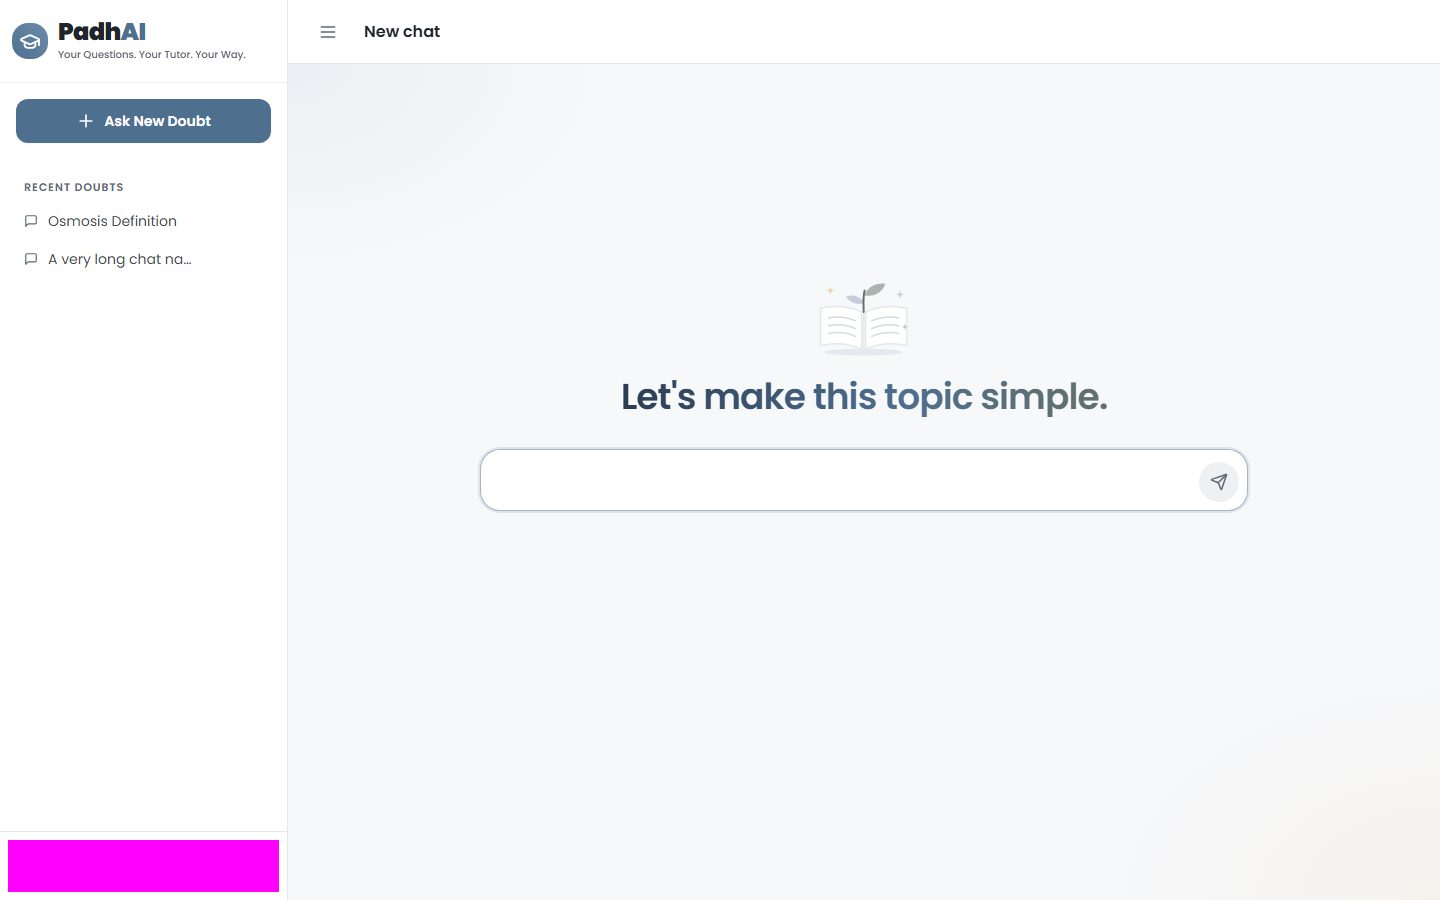 PadhAI
Your Questions. Your Tutor. Your Way.
Ask New Doubt
RECENT DOUBTS
Osmosis Definition
A very long chat na...
New chat
Let's make this topic simple.